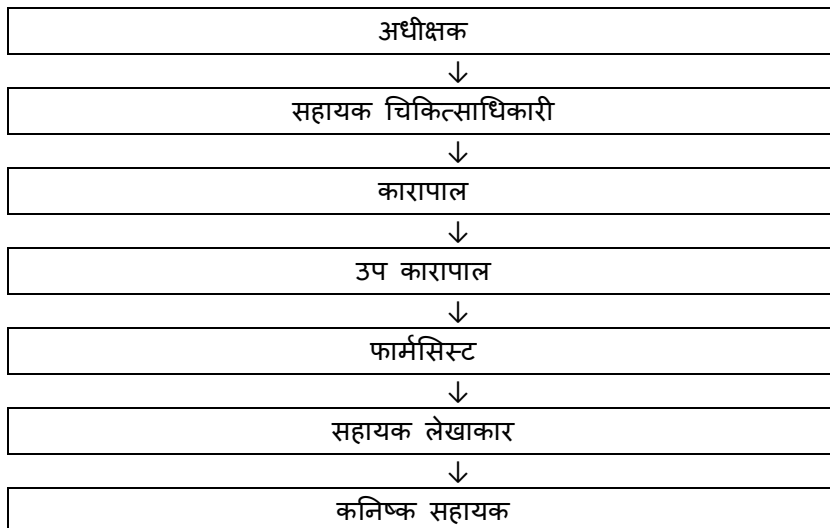 अधीक्षक
↓
सहायक चिकित्साधिकारी
↓
कारापाल
↓
उप कारापाल
↓
फार्मसिस्ट
↓
सहायक लेखाकार
↓
कनिष्क सहायक